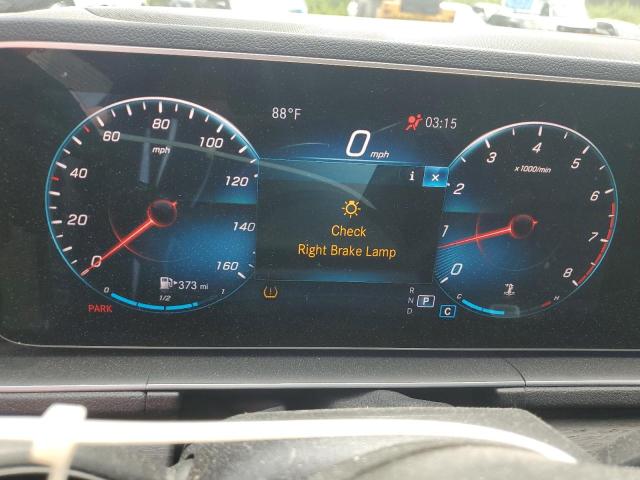 88°F
03:15
0 mph
i ×
Check
Right Brake Lamp
0 20 40 60 80 100 120 140 160
mph
373 mi
1/2 1
PARK
0 1 2 3 4 5 6 7 8
x1000/min
R
N P
D C
C H